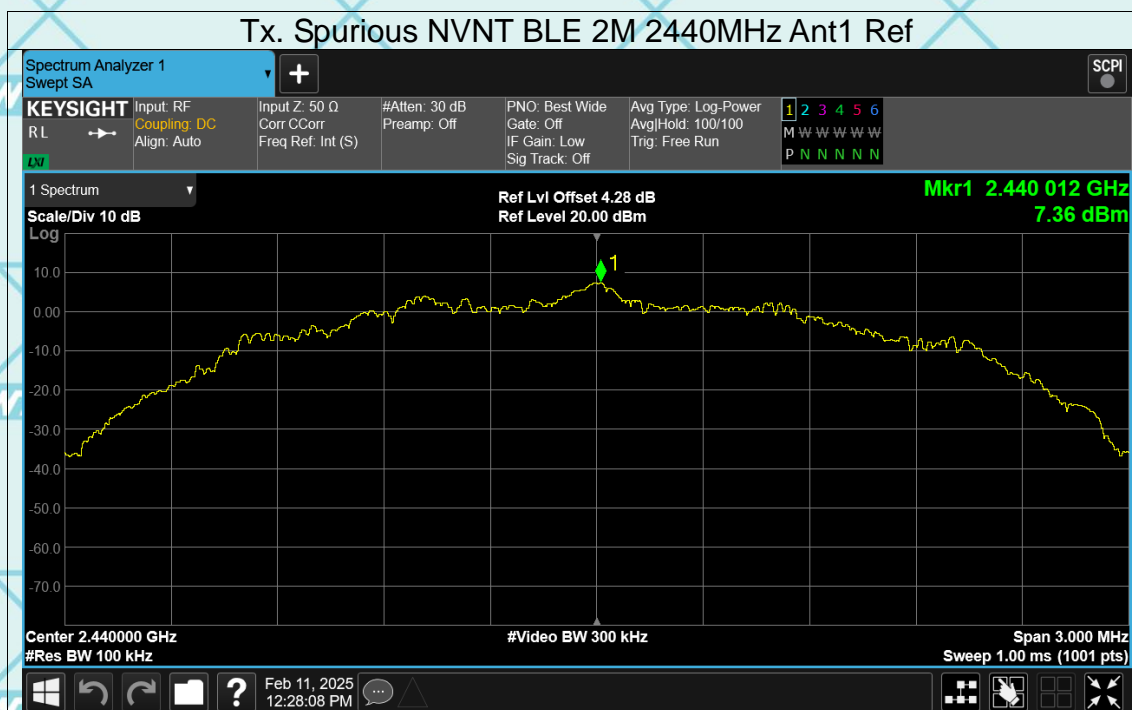 Tx. Spurious NVNT BLE 2M 2440MHz Ant1 Ref
Spectrum Analyzer 1
Swept SA
SCPI
KEYSIGHT
R L
LXI
Input: RF
Coupling: DC
Align: Auto
Input Z: 50 Ω
Corr CCorr
Freq Ref: Int (S)
#Atten: 30 dB
Preamp: Off
PNO: Best Wide
Gate: Off
IF Gain: Low
Sig Track: Off
Avg Type: Log-Power
Avg|Hold: 100/100
Trig: Free Run
1 2 3 4 5 6
M W W W W W
P N N N N N
1 Spectrum
Scale/Div 10 dB
Ref Lvl Offset 4.28 dB
Ref Level 20.00 dBm
Mkr1 2.440 012 GHz
7.36 dBm
Log
1
10.0
0.00
-10.0
-20.0
-30.0
-40.0
-50.0
-60.0
-70.0
Center 2.440000 GHz
#Res BW 100 kHz
#Video BW 300 kHz
Span 3.000 MHz
Sweep 1.00 ms (1001 pts)
?
Feb 11, 2025
12:28:08 PM